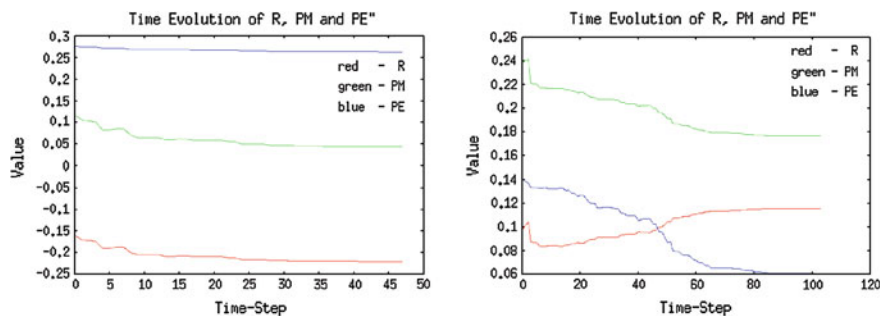 Time Evolution of R, PM and PE"
0.3
0.25
0.2
0.15
0.1
0.05
0
-0.05
-0.1
-0.15
-0.2
-0.25
Value
red - R
green - PM
blue - PE
0 5 10 15 20 25 30 35 40 45 50
Time-Step
Time Evolution of R, PM and PE"
0.26
0.24
0.22
0.2
0.18
0.16
0.14
0.12
0.1
0.08
0.06
Value
red - R
green - PM
blue - PE
0 20 40 60 80 100 120
Time-Step